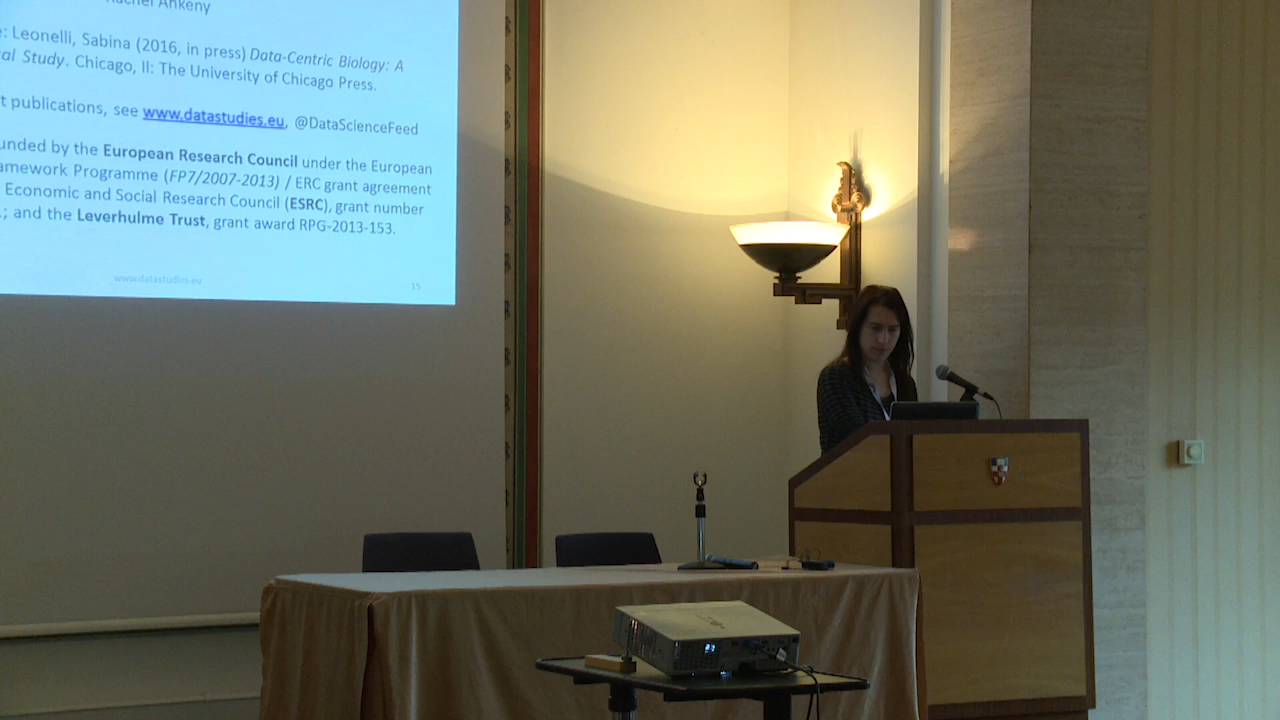 Rachel Ankeny
: Leonelli, Sabina (2016, in press) Data-Centric Biology: A
al Study. Chicago, Il: The University of Chicago Press.
t publications, see www.datastudies.eu, @DataScienceFeed
unded by the European Research Council under the European
amework Programme (FP7/2007-2013) / ERC grant agreement
Economic and Social Research Council (ESRC), grant number
; and the Leverhulme Trust, grant award RPG-2013-153.
www.datastudies.eu
15